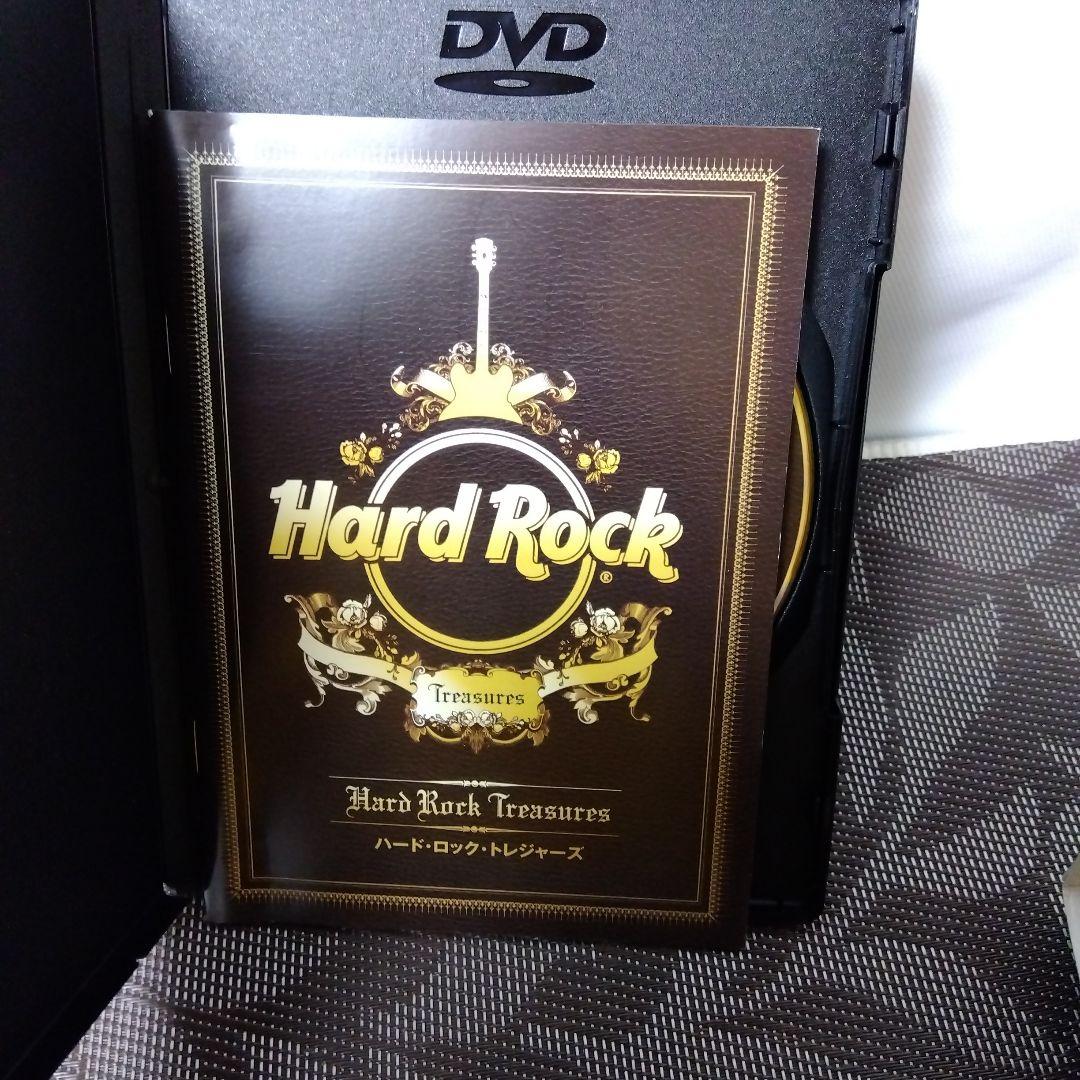 DVD
Hard Rock
®
Treasures
Hard Rock Treasures
ハード・ロック・トレジャーズ